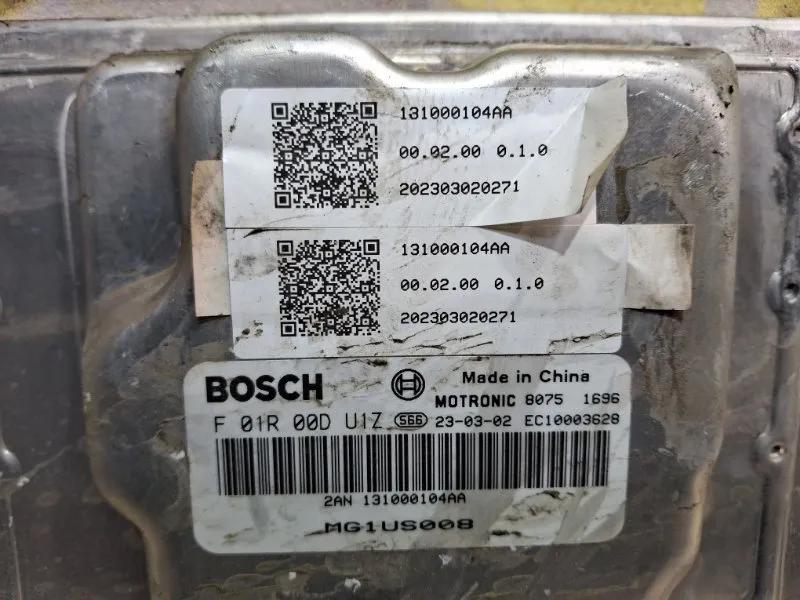 131000104AA
00.02.00 0.1.0
202303020271
131000104AA
00.02.00 0.1.0
202303020271
BOSCH Made in China
MOTRONIC 8075 1696
F 01R 00D U1Z S66 23-03-02 EC10003628
2AN 131000104AA
MG1US008